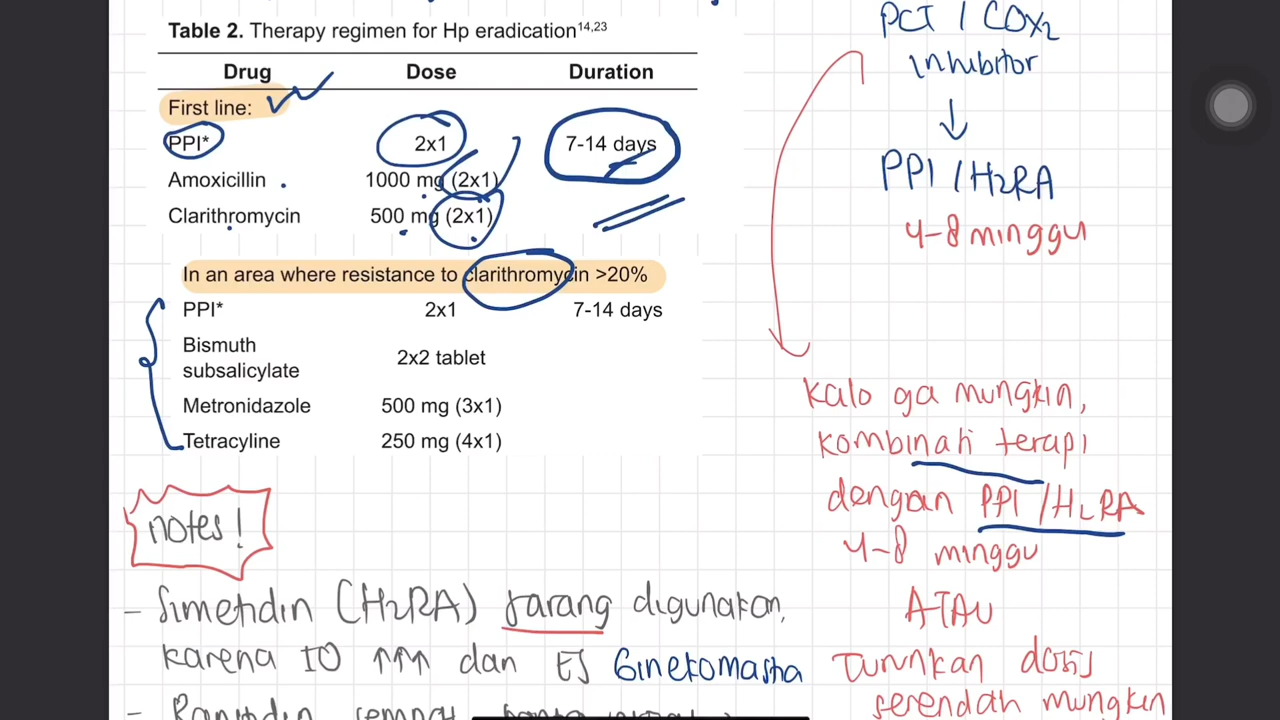 Table 2. Therapy regimen for Hp eradication14,23
Drug Dose Duration
First line:
PPI* 2x1 7-14 days
Amoxicillin 1000 mg (2x1)
Clarithromycin 500 mg (2x1)
In an area where resistance to clarithromycin >20%
PPI* 2x1 7-14 days
Bismuth
subsalicylate 2x2 tablet
Metronidazole 500 mg (3x1)
Tetracyline 250 mg (4x1)
notes!
- Simetidin (H2RA) jarang digunakan,
karena IO ↑↑↑ dan ES Ginekomastia
PCT / COX2
inhibitor
↓
PPI / H2RA
4-8 minggu
kalo ga mungkin,
kombinasi terapi
dengan PPI / H2RA
4-8 minggu
ATAU
Turunkan dosis
serendah mungkin